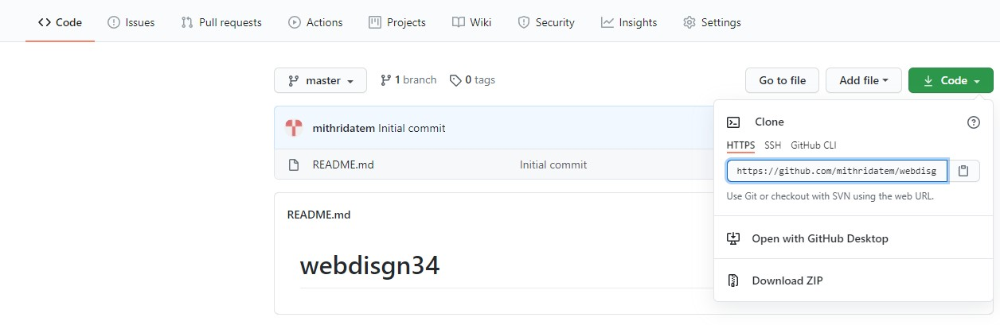 Code Issues Pull requests Actions Projects Wiki Security Insights Settings
master 1 branch 0 tags Go to file Add file Code
mithridatem Initial commit
README.md Initial commit
README.md
webdisgn34
Clone
HTTPS SSH GitHub CLI
https://github.com/mithridatem/webdisg
Use Git or checkout with SVN using the web URL.
Open with GitHub Desktop
Download ZIP